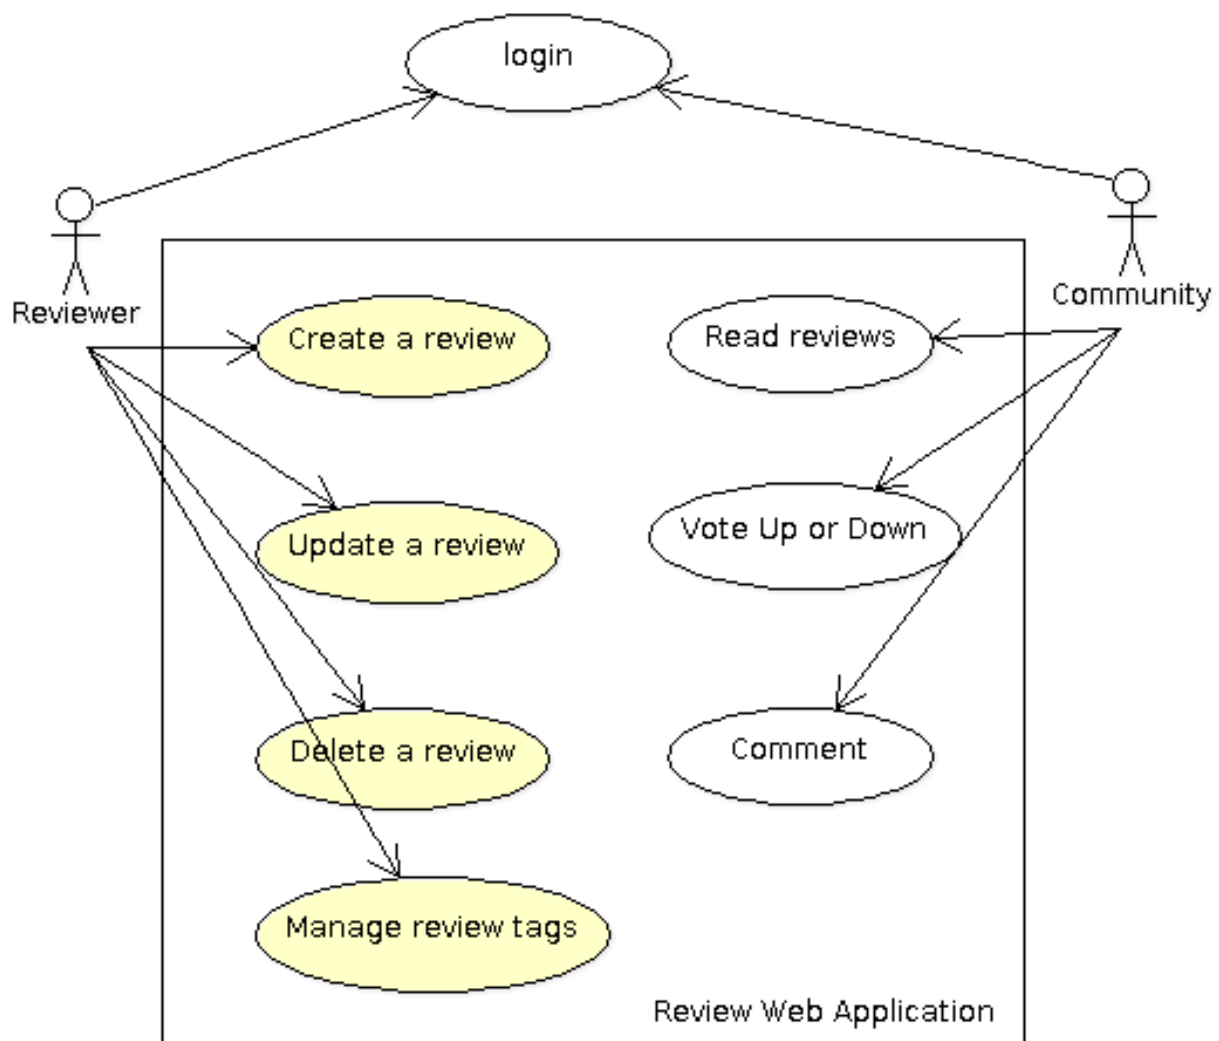 login
Reviewer
Community
Create a review
Read reviews
Update a review
Vote Up or Down
Delete a review
Comment
Manage review tags
Review Web Application